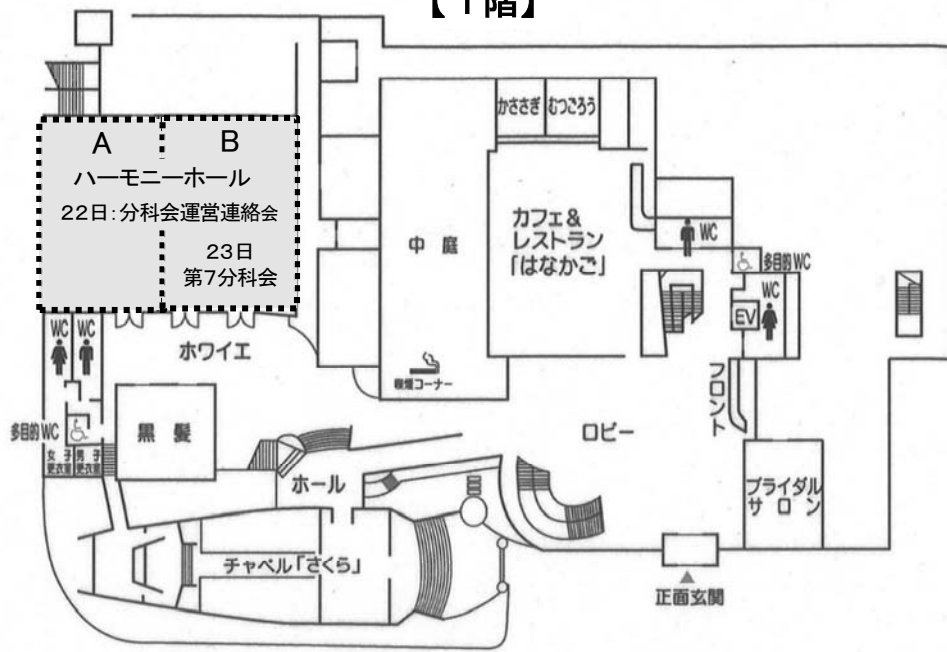 【1階】
かささぎ
むつごろう
A
B
ハーモニーホール
22日：分科会運営連絡会
23日
第7分科会
中庭
カフェ&
レストラン
「はなかご」
WC
多目的WC
WC
EV
WC
WC
ホワイエ
喫煙コーナー
フロント
多目的WC
黒髪
ロビー
女子
更衣室
男子
更衣室
ホール
ブライダル
サロン
チャペル「さくら」
正面玄関